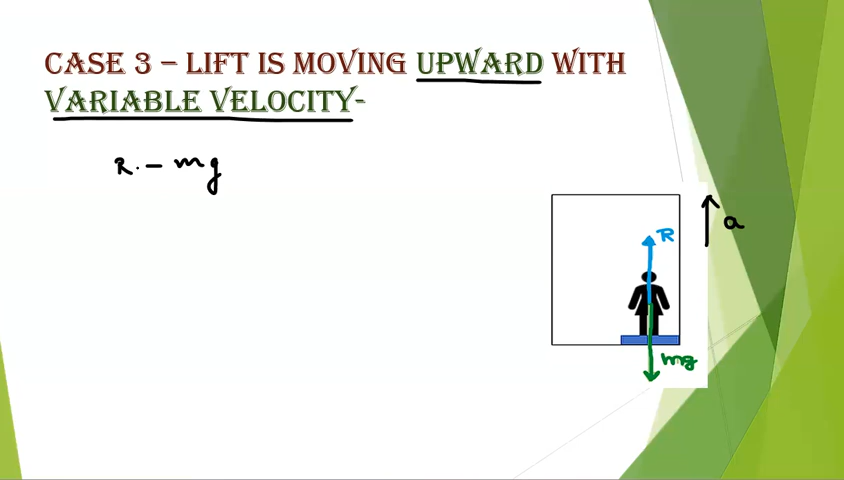 CASE 3 – LIFT IS MOVING UPWARD WITH
VARIABLE VELOCITY-
R - mg
a
R
mg